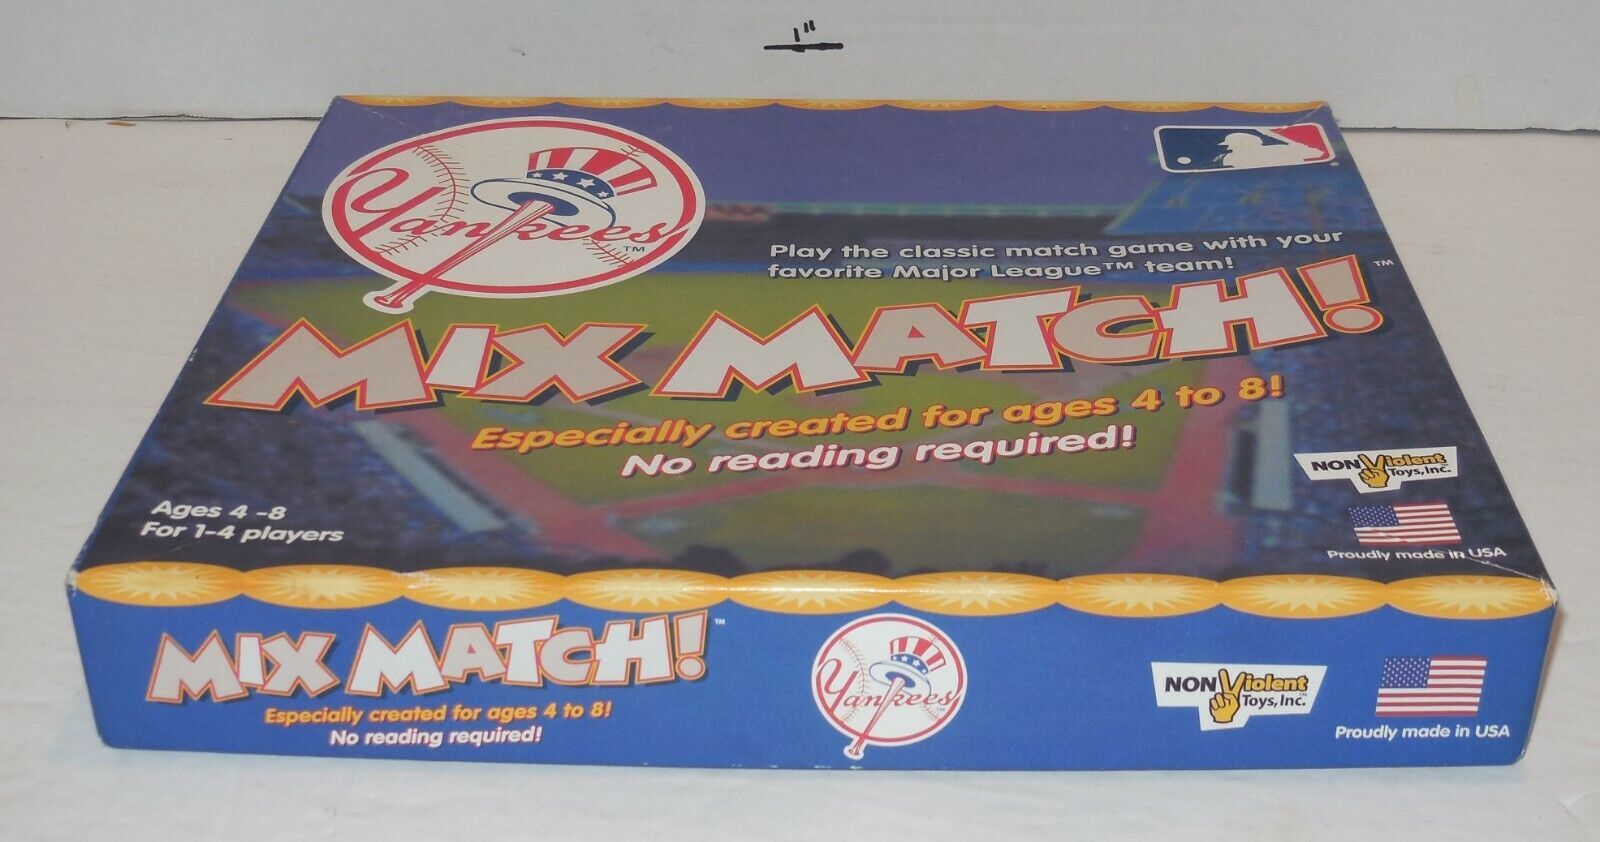 1"
Yankees™
Play the classic match game with your
favorite Major League™ team!
MIX MATCH!™
Especially created for ages 4 to 8!
No reading required!
NON Violent
Toys, Inc.
Proudly made in USA
Ages 4 -8
For 1-4 players
MIX MATCH!™
Especially created for ages 4 to 8!
No reading required!
Yankees™
NON Violent
Toys, Inc.™
Proudly made in USA